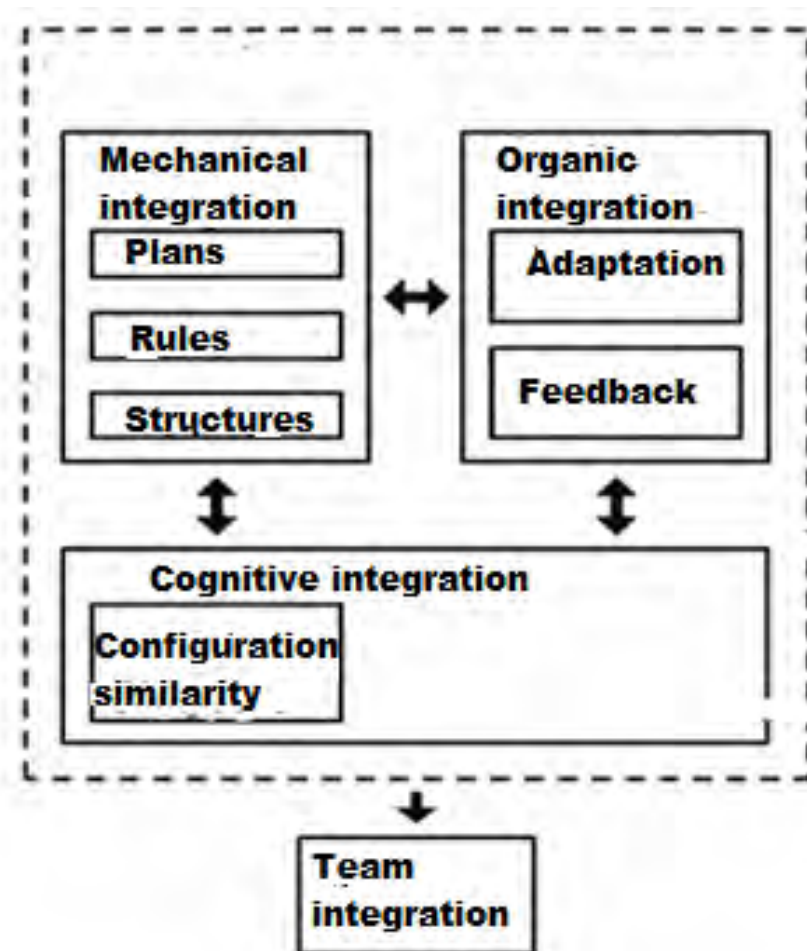 Mechanical
integration
Plans
Rules
Structures
Organic
integration
Adaptation
Feedback
Cognitive integration
Configuration
similarity
Team
integration